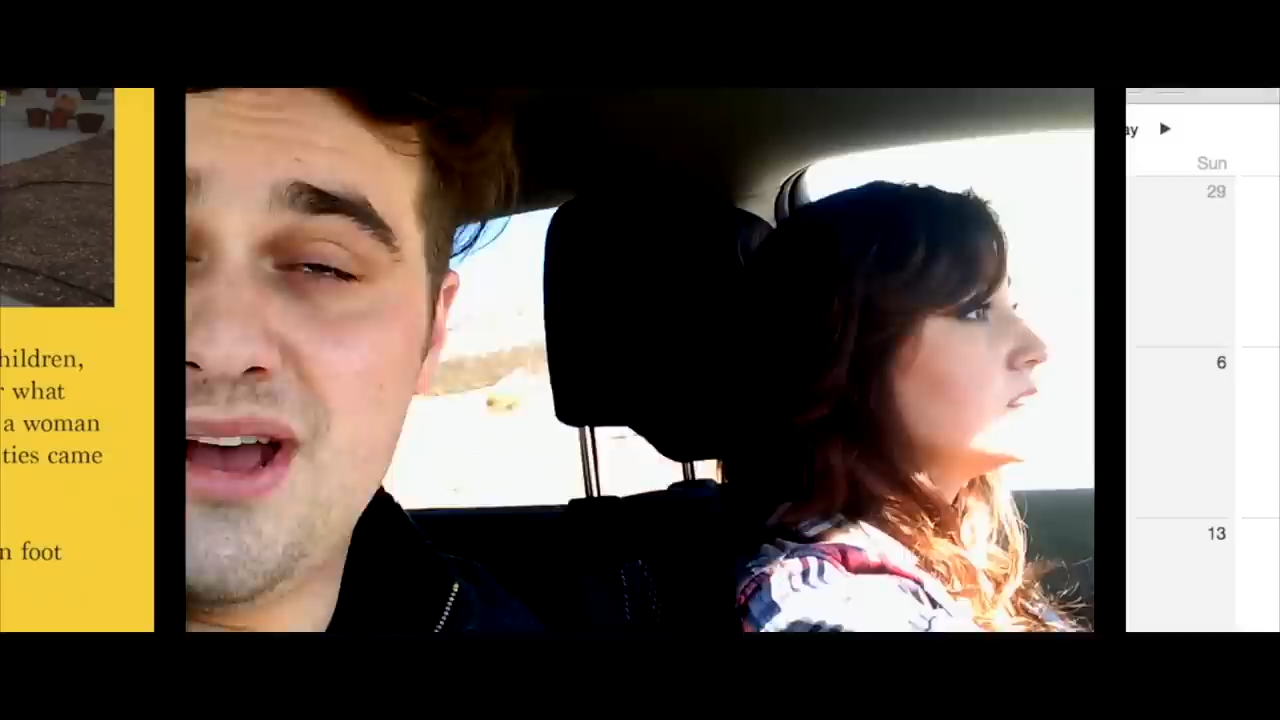 hildren,
r what
a woman
ties came
n foot
ay
Sun
29
6
13